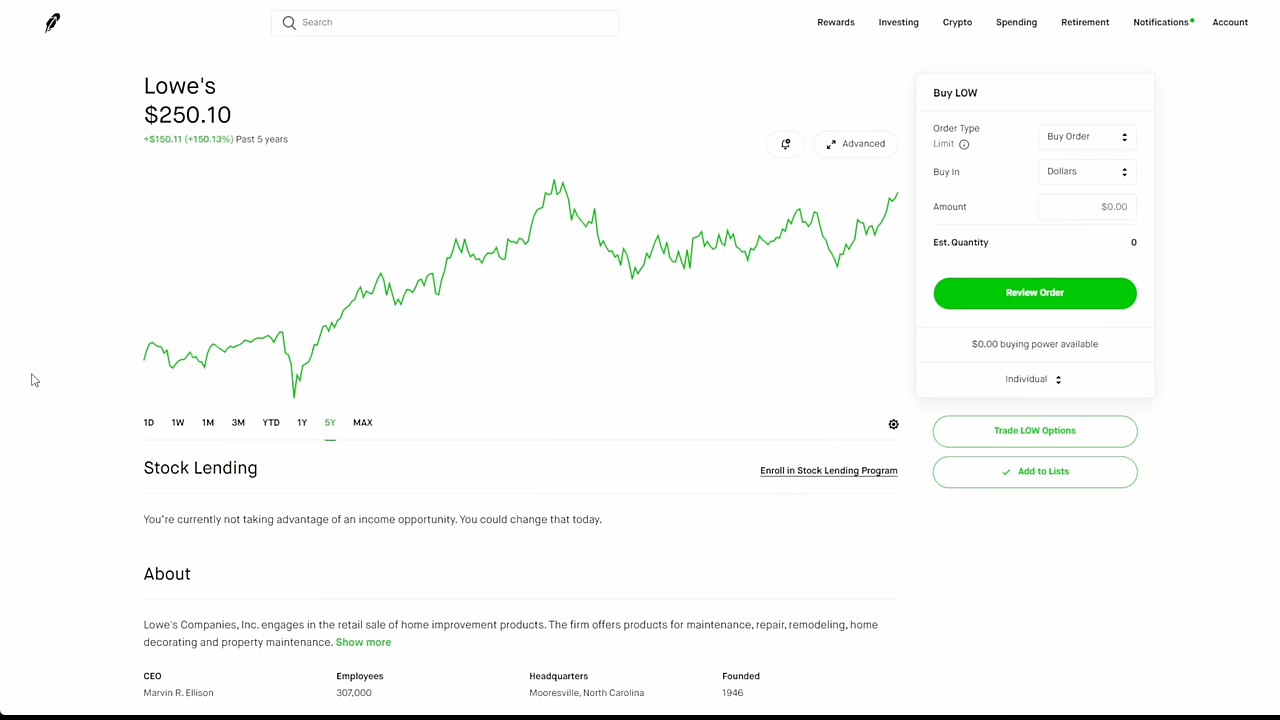 Search
Rewards Investing Crypto Spending Retirement Notifications Account
Lowe's
$250.10
+$150.11 (+150.13%) Past 5 years
Advanced
1D 1W 1M 3M YTD 1Y 5Y MAX
Buy LOW
Order Type
Limit
Buy Order
Buy In Dollars
Amount $0.00
Est. Quantity 0
Review Order
$0.00 buying power available
Individual
Trade LOW Options
Add to Lists
Stock Lending
Enroll in Stock Lending Program
You're currently not taking advantage of an income opportunity. You could change that today.
About
Lowe's Companies, Inc. engages in the retail sale of home improvement products. The firm offers products for maintenance, repair, remodeling, home
decorating and property maintenance. Show more
CEO Employees Headquarters Founded
Marvin R. Ellison 307,000 Mooresville, North Carolina 1946